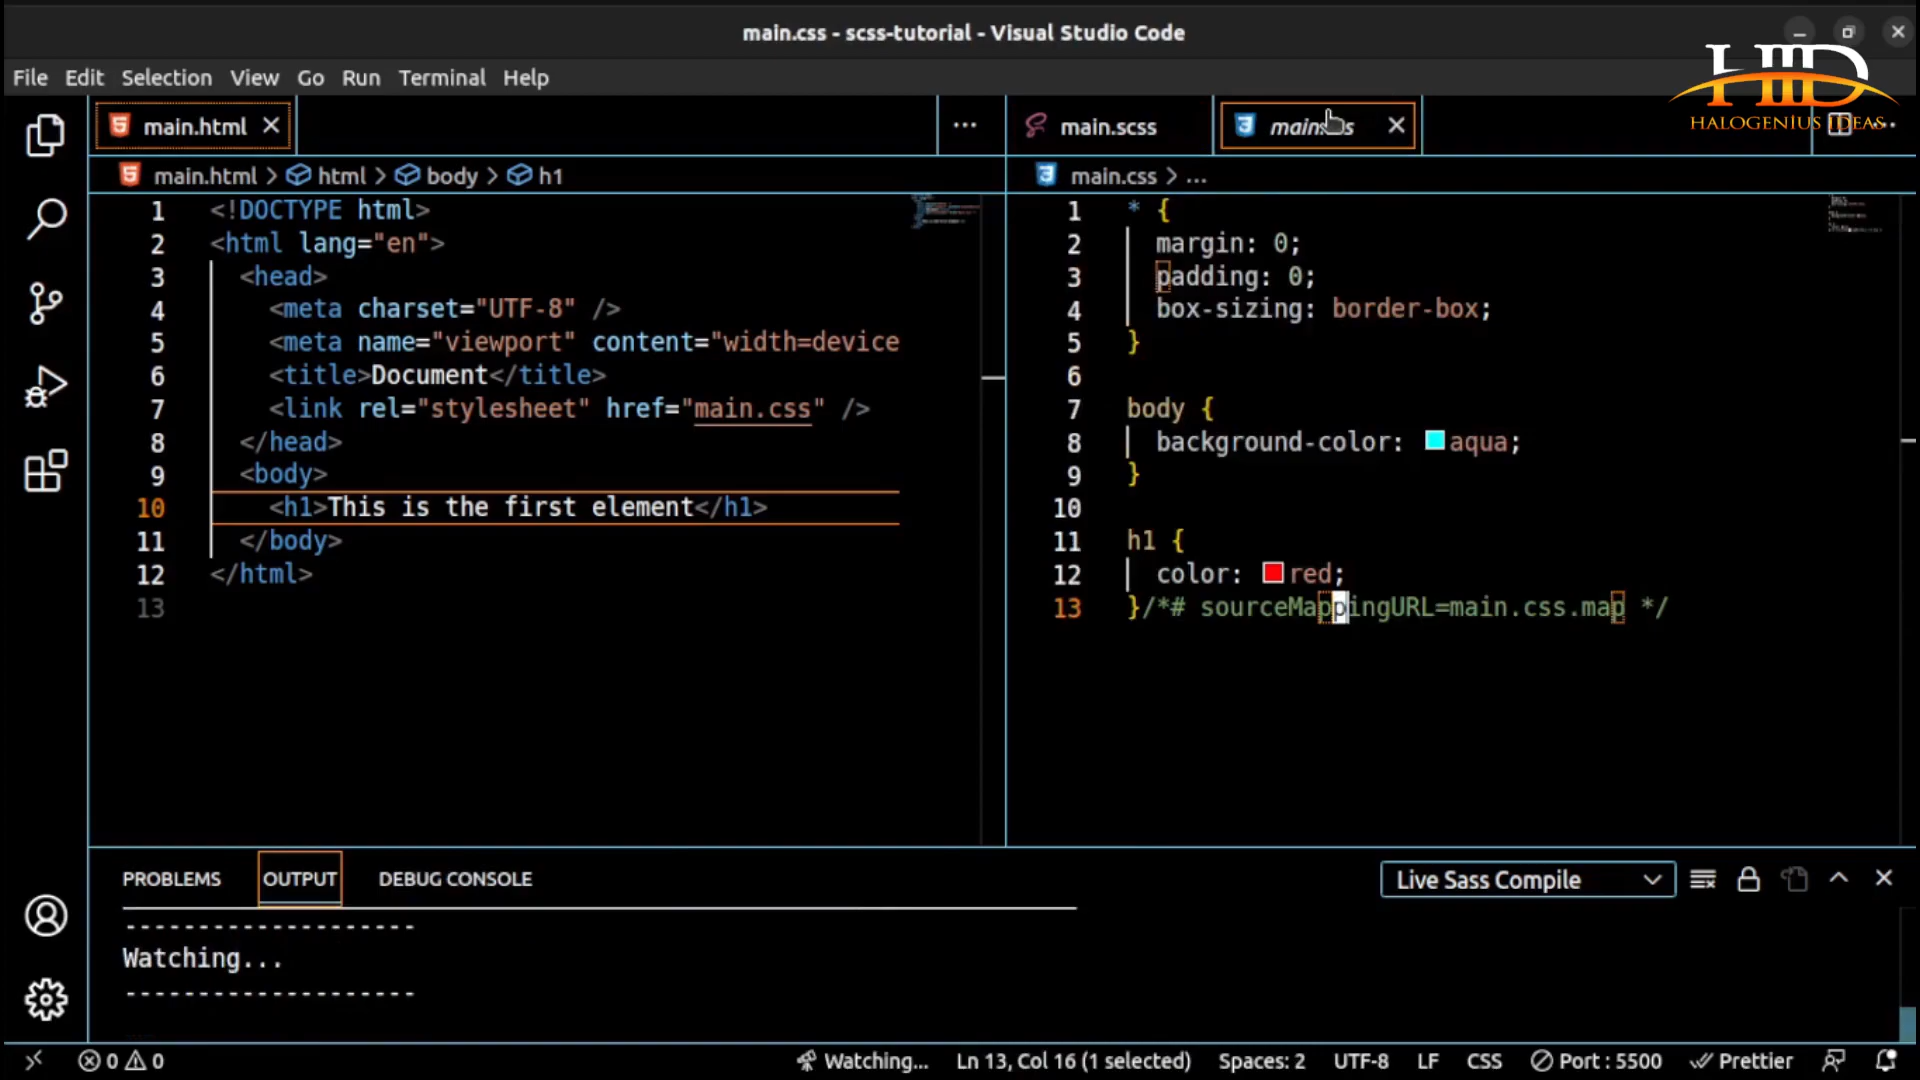 main.css - scss-tutorial - Visual Studio Code
File Edit Selection View Go Run Terminal Help
HID
HALOGENIUS IDEAS
main.html
main.scss
main.html > html > body > h1
main.css > ...
1 <!DOCTYPE html>
2 <html lang="en">
3 <head>
4 <meta charset="UTF-8" />
5 <meta name="viewport" content="width=device
6 <title>Document</title>
7 <link rel="stylesheet" href="main.css" />
8 </head>
9 <body>
10 <h1>This is the first element</h1>
11 </body>
12 </html>
13
1 * {
2 margin: 0;
3 padding: 0;
4 box-sizing: border-box;
5 }
6
7 body {
8 background-color: aqua;
9 }
10
11 h1 {
12 color: red;
13 }/*# sourceMappingURL=main.css.map */
PROBLEMS OUTPUT DEBUG CONSOLE
Live Sass Compile
--------------------
Watching...
--------------------
0 0 Watching... Ln 13, Col 16 (1 selected) Spaces: 2 UTF-8 LF CSS Port : 5500 Prettier